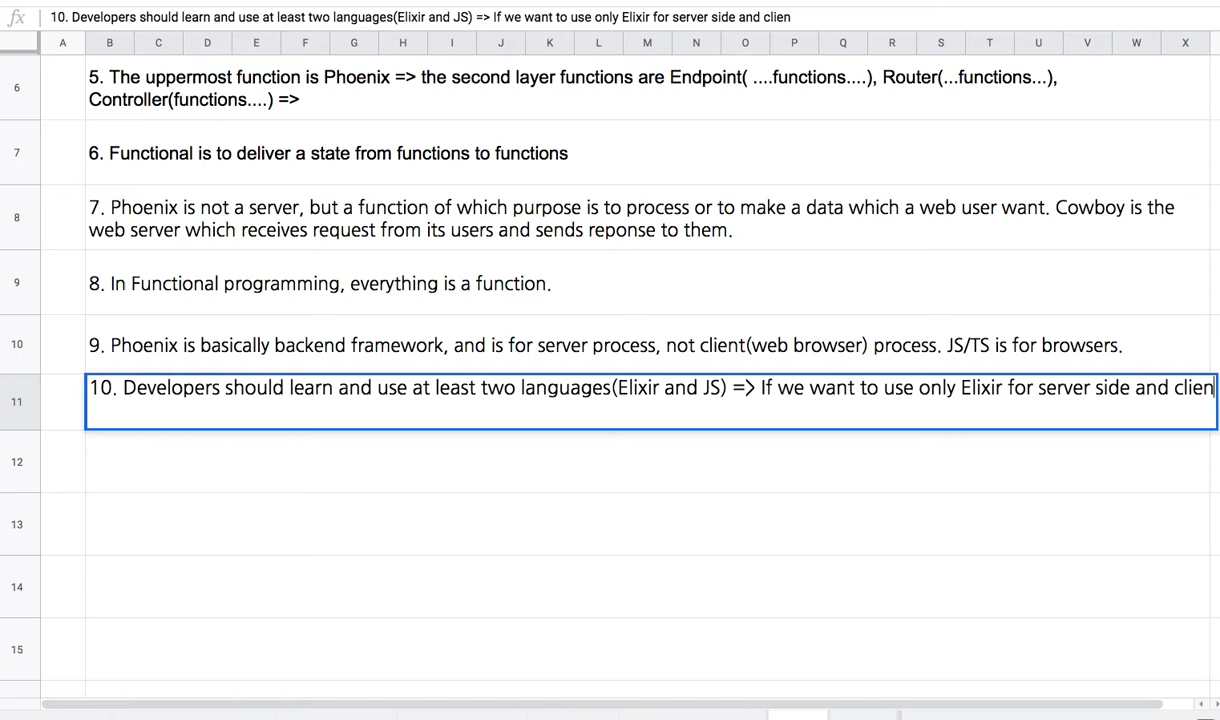 fx 10. Developers should learn and use at least two languages(Elixir and JS) => If we want to use only Elixir for server side and clien
A B C D E F G H I J K L M N O P Q R S T U V W X
6 5. The uppermost function is Phoenix => the second layer functions are Endpoint( ....functions....), Router(...functions...),
Controller(functions....) =>
7 6. Functional is to deliver a state from functions to functions
8 7. Phoenix is not a server, but a function of which purpose is to process or to make a data which a web user want. Cowboy is the
web server which receives request from its users and sends reponse to them.
9 8. In Functional programming, everything is a function.
10 9. Phoenix is basically backend framework, and is for server process, not client(web browser) process. JS/TS is for browsers.
11 10. Developers should learn and use at least two languages(Elixir and JS) => If we want to use only Elixir for server side and clien
12
13
14
15